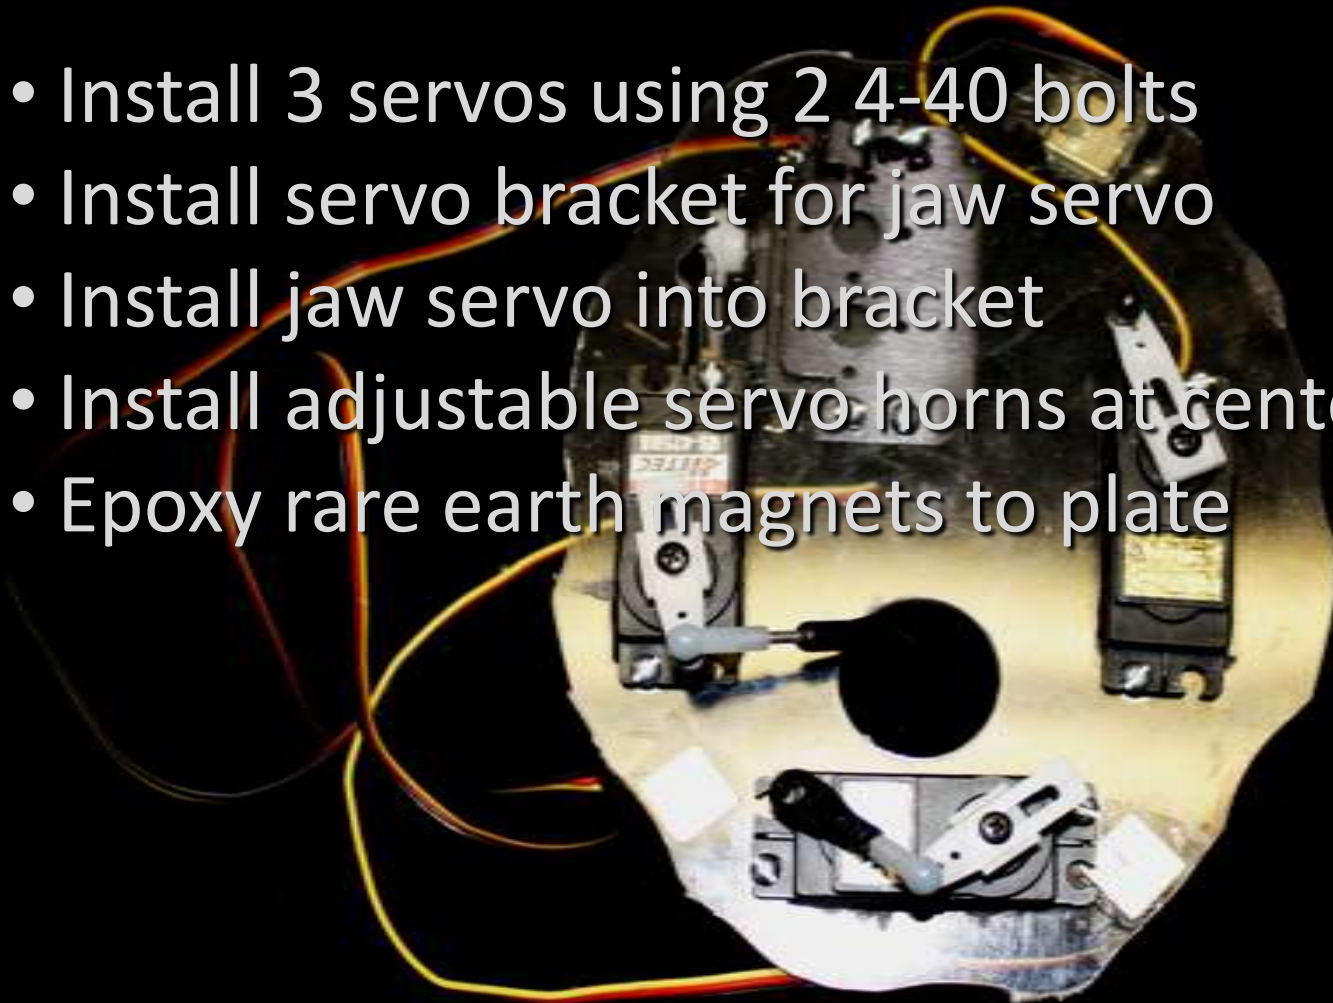 • Install 3 servos using 2 4-40 bolts
• Install servo bracket for jaw servo
• Install jaw servo into bracket
• Install adjustable servo horns at cent
• Epoxy rare earth magnets to plate